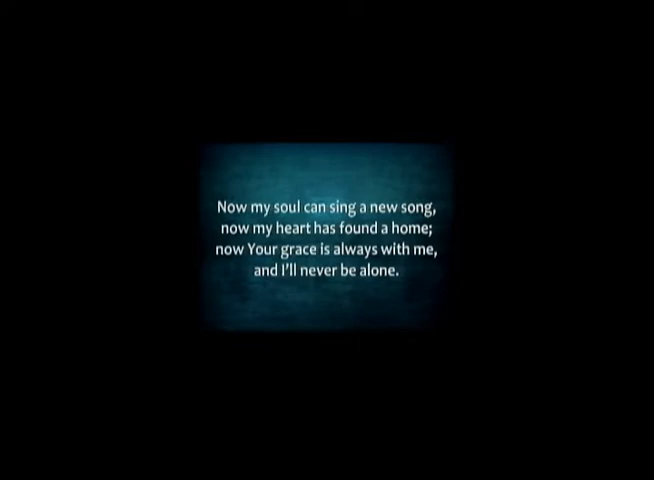 Now my soul can sing a new song,
now my heart has found a home;
now Your grace is always with me,
and I'll never be alone.